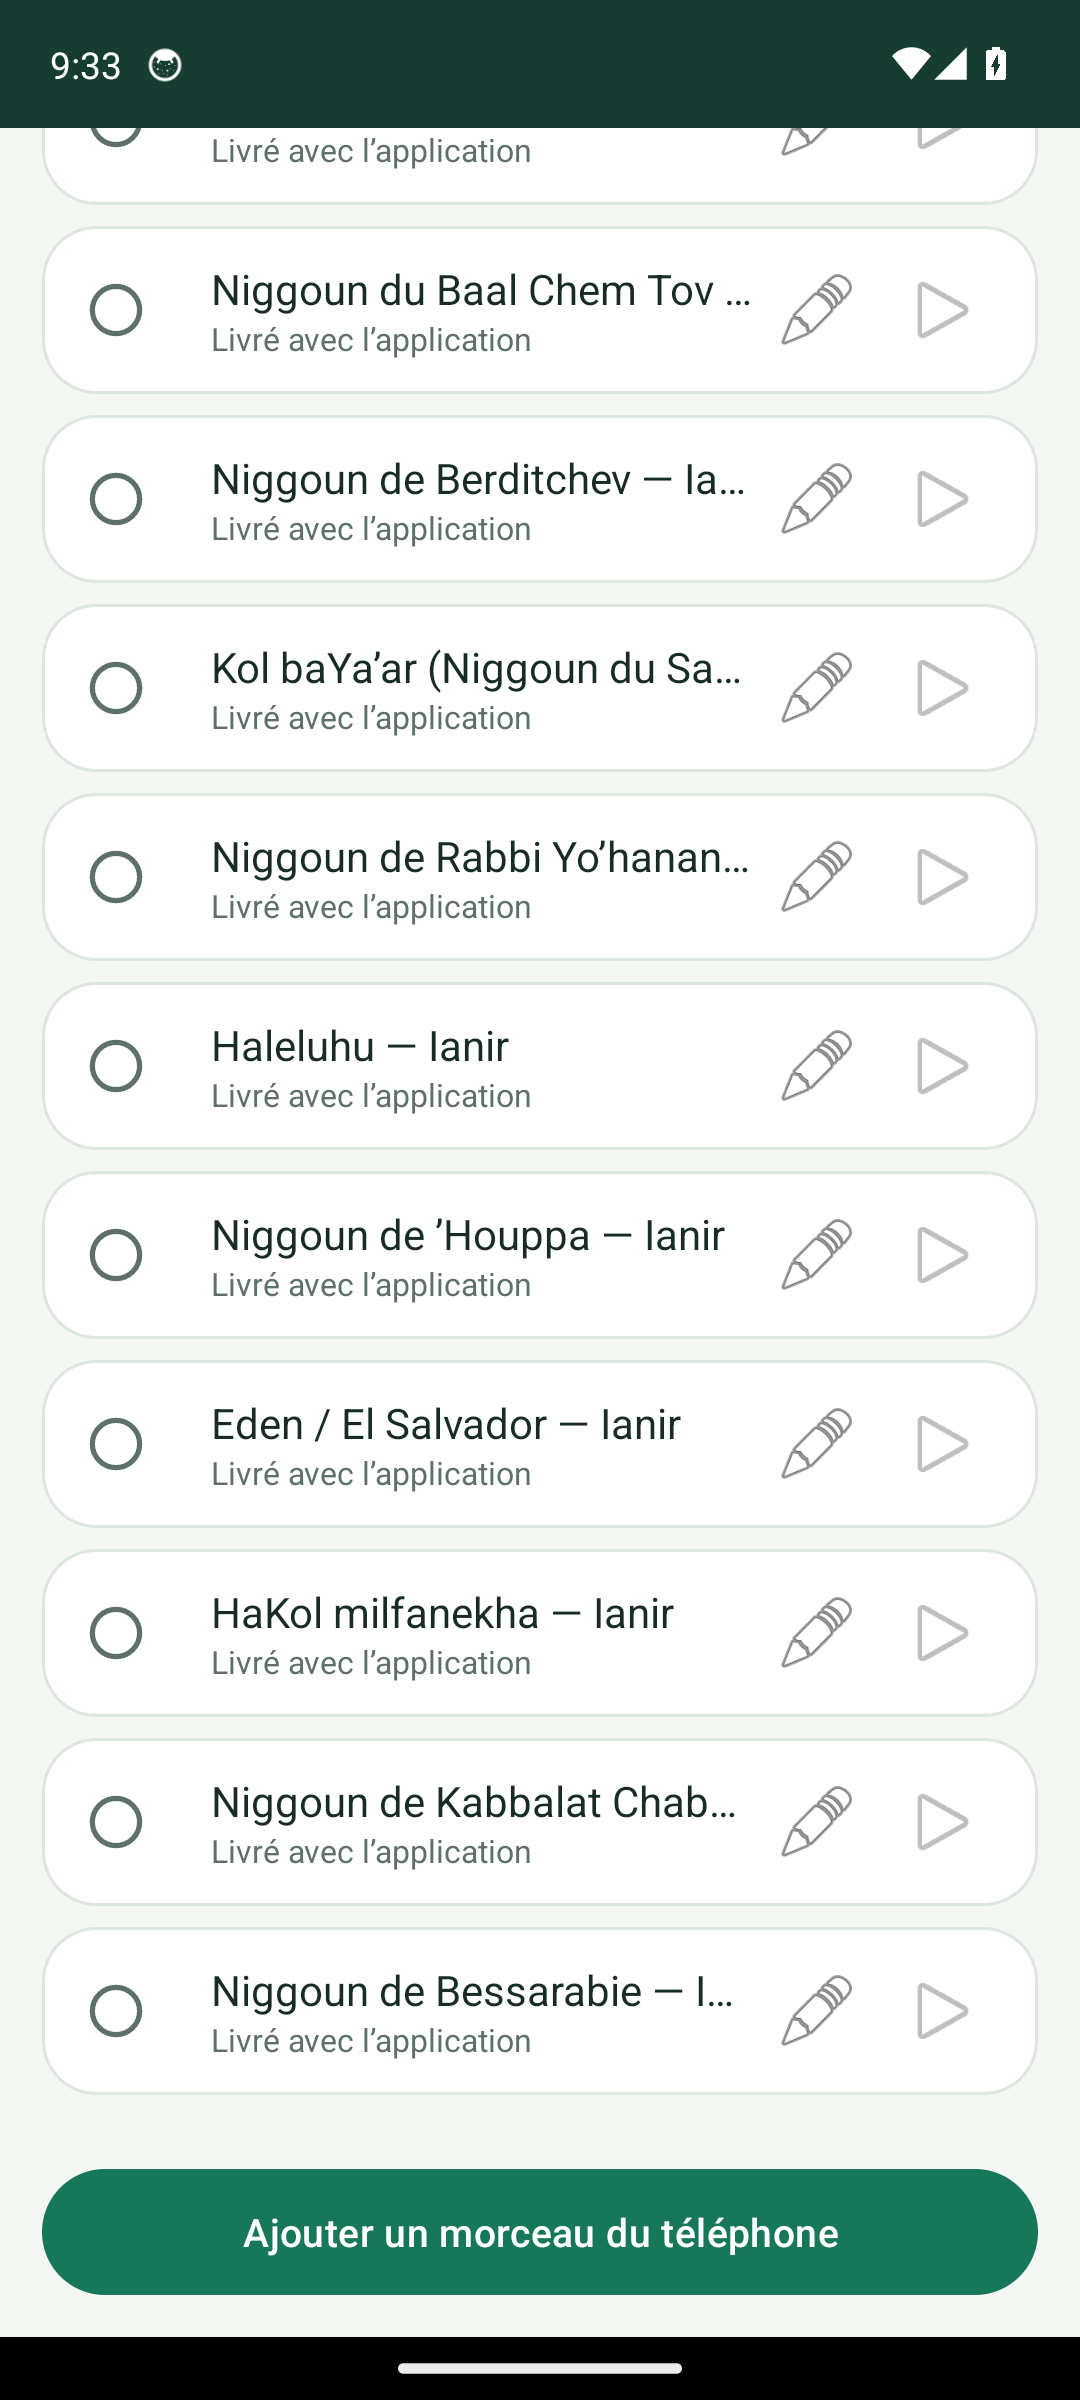 9:33
Livré avec l’application
Niggoun du Baal Chem Tov ...
Livré avec l’application
Niggoun de Berditchev — Ia...
Livré avec l’application
Kol baYa’ar (Niggoun du Sa...
Livré avec l’application
Niggoun de Rabbi Yo’hanan...
Livré avec l’application
Haleluhu — Ianir
Livré avec l’application
Niggoun de ’Houppa — Ianir
Livré avec l’application
Eden / El Salvador — Ianir
Livré avec l’application
HaKol milfanekha — Ianir
Livré avec l’application
Niggoun de Kabbalat Chab...
Livré avec l’application
Niggoun de Bessarabie — I...
Livré avec l’application
Ajouter un morceau du téléphone